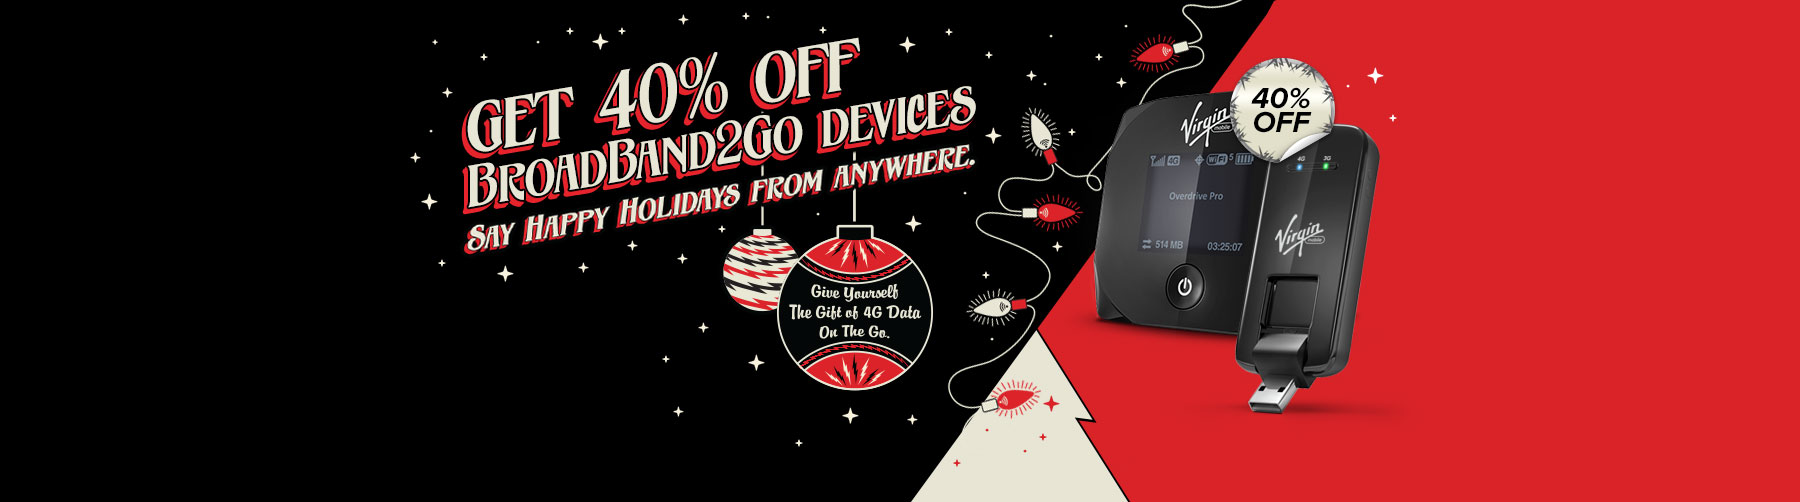 GET 40% OFF
BROADBAND2GO DEVICES
SAY HAPPY HOLIDAYS FROM ANYWHERE.
Give Yourself
The Gift of 4G Data
On The Go.
40%
OFF
Virgin
mobile
4G WiFi 5
Overdrive Pro
514 MB 03:25:07
4G 3G
Virgin
mobile